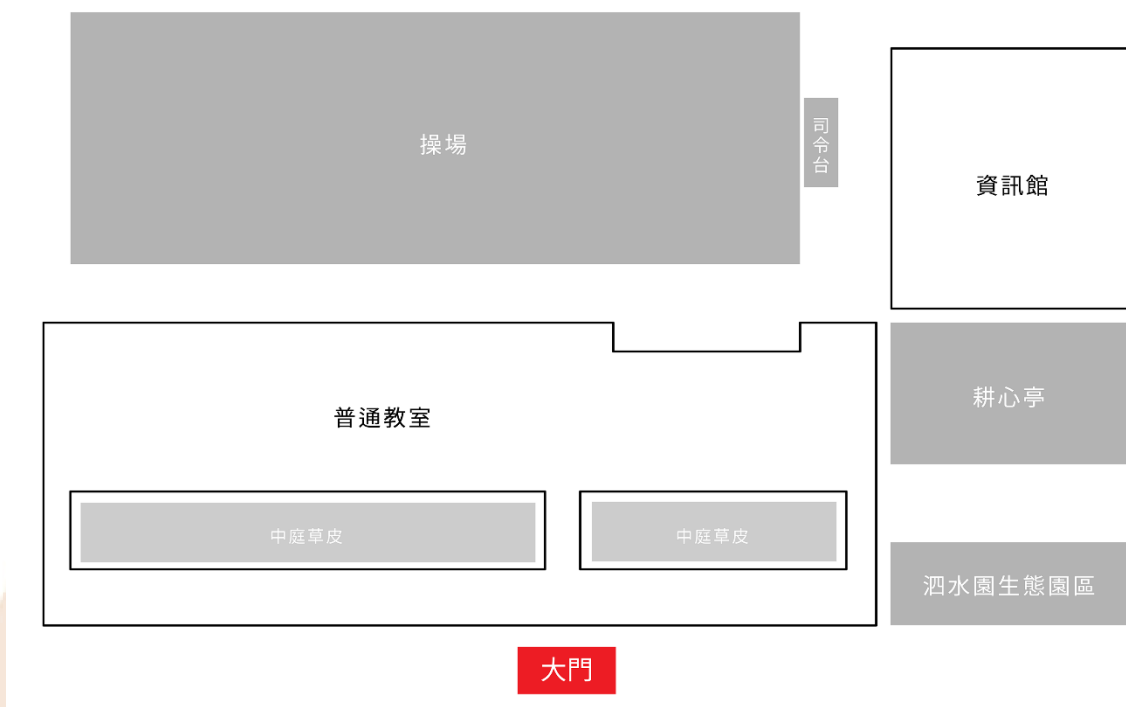 操場
司令台
資訊館
普通教室
耕心亭
中庭草皮
中庭草皮
泗水園生態園區
大門